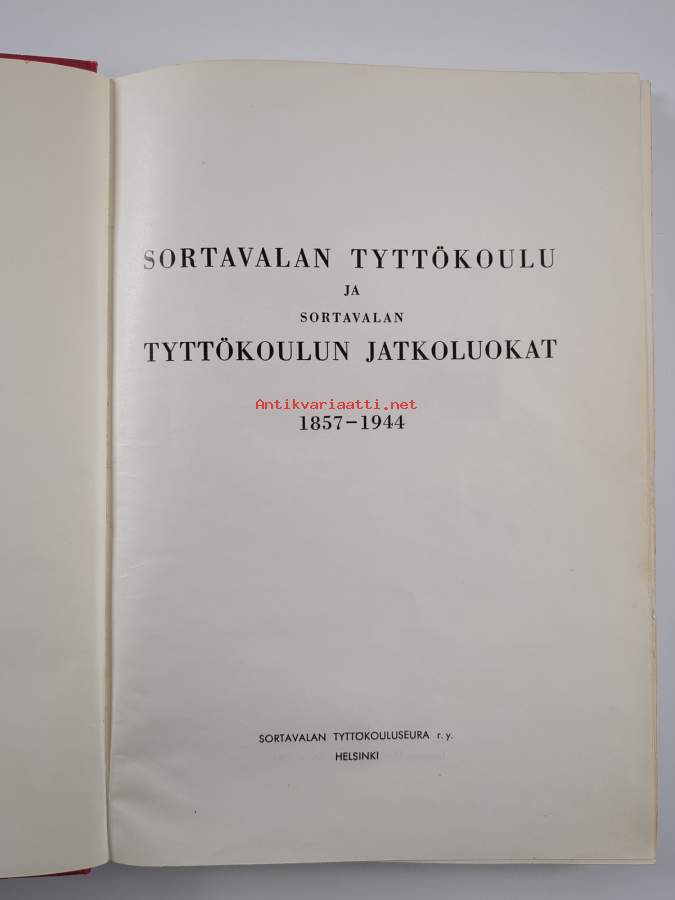 SORTAVALAN TYTTÖKOULU
JA
SORTAVALAN
TYTTÖKOULUN JATKOLUOKAT
Antikvariaatti.net
1857–1944
SORTAVALAN TYTTÖKOULUSEURA r. y.
HELSINKI